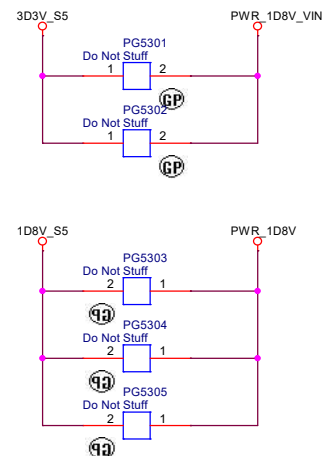 3D3V_S5 PWR_1D8V_VIN
PG5301
Do Not Stuff
1 2
GP
PG5302
Do Not Stuff
1 2
GP
1D8V_S5 PWR_1D8V
PG5303
Do Not Stuff
2 1
GP
PG5304
Do Not Stuff
2 1
GP
PG5305
Do Not Stuff
2 1
GP